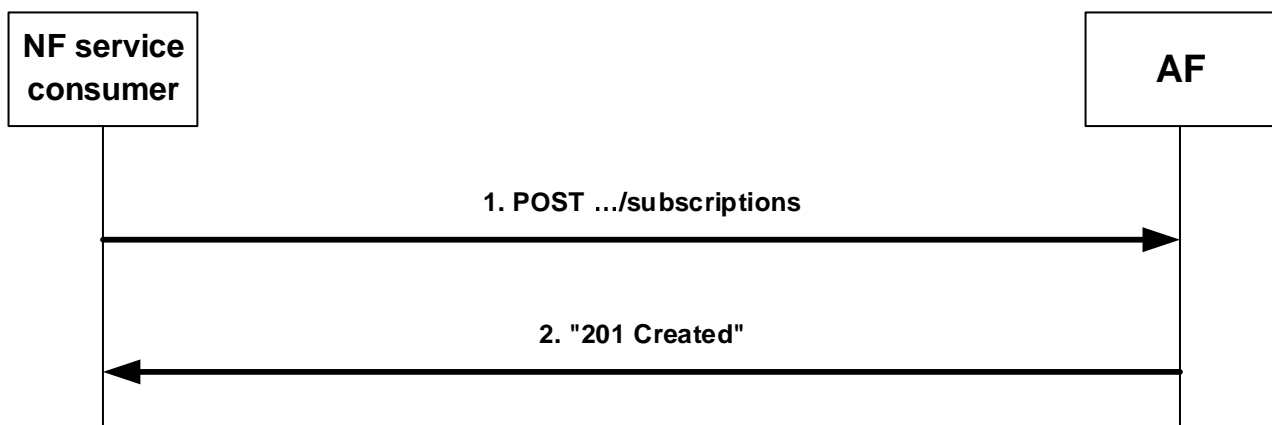 NF service
consumer
AF
1. POST …/subscriptions
2. "201 Created"